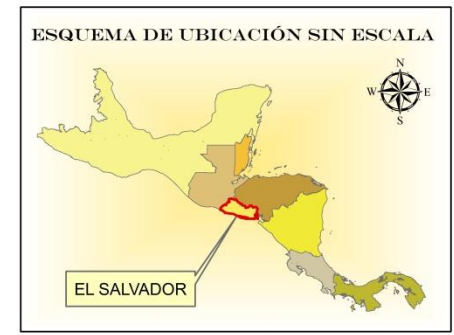 ESQUEMA DE UBICACIÓN SIN ESCALA
N
W E
S
EL SALVADOR